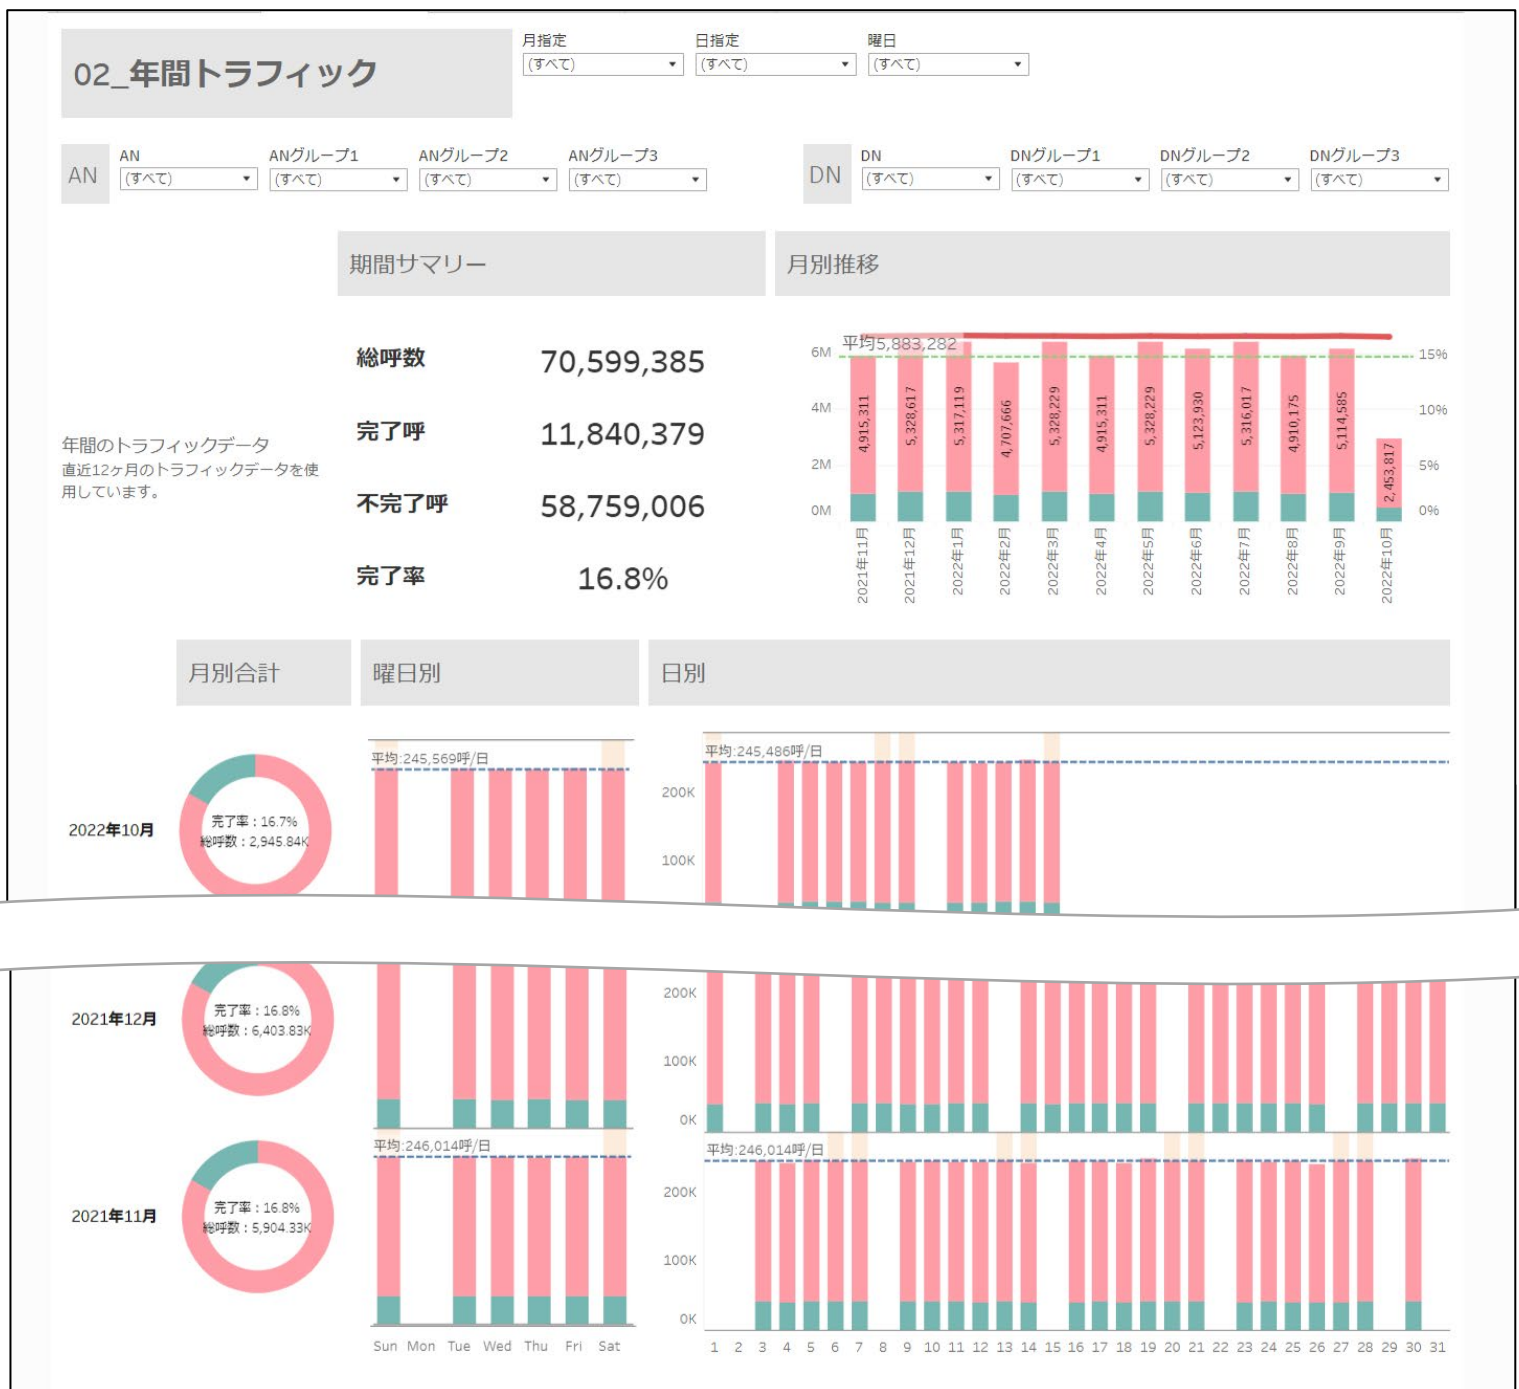 02_年間トラフィック
月指定
(すべて)
日指定
(すべて)
曜日
(すべて)
AN
AN
(すべて)
ANグループ1
(すべて)
ANグループ2
(すべて)
ANグループ3
(すべて)
DN
DN
(すべて)
DNグループ1
(すべて)
DNグループ2
(すべて)
DNグループ3
(すべて)
年間のトラフィックデータ
直近12ヶ月のトラフィックデータを使
用しています。
期間サマリー
総呼数 70,599,385
完了呼 11,840,379
不完了呼 58,759,006
完了率 16.8%
月別推移
平均5,883,282
6M
4M
2M
0M
15%
10%
5%
0%
4,915,311
5,328,617
5,317,119
4,707,666
5,328,229
4,915,311
5,328,229
5,123,930
5,316,017
4,910,175
5,114,585
2,453,817
2021年11月
2021年12月
2022年1月
2022年2月
2022年3月
2022年4月
2022年5月
2022年6月
2022年7月
2022年8月
2022年9月
2022年10月
月別合計
曜日別
日別
2022年10月
完了率：16.7%
総呼数：2,945.84K
平均:245,569呼/日
平均:245,486呼/日
200K
100K
2021年12月
完了率：16.8%
総呼数：6,403.83K
200K
100K
0K
2021年11月
完了率：16.8%
総呼数：5,904.33K
平均:246,014呼/日
平均:246,014呼/日
200K
100K
0K
Sun Mon Tue Wed Thu Fri Sat
1 2 3 4 5 6 7 8 9 10 11 12 13 14 15 16 17 18 19 20 21 22 23 24 25 26 27 28 29 30 31